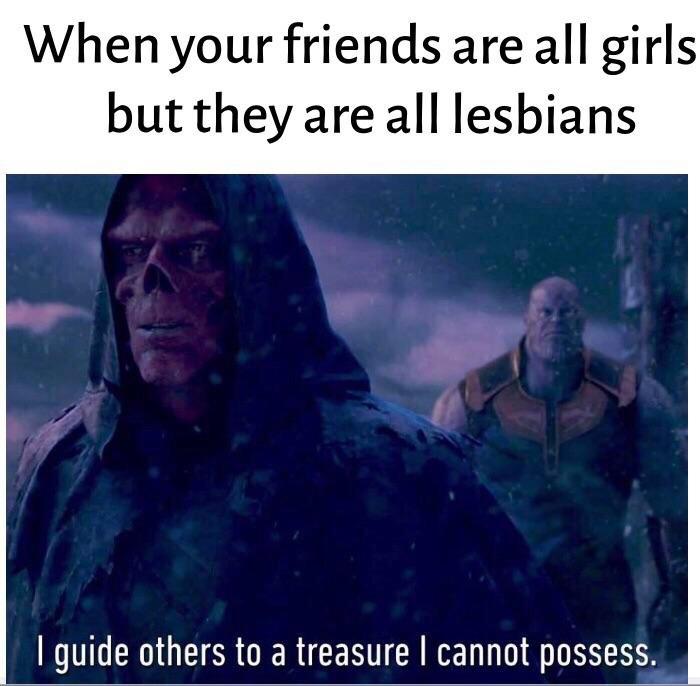 When your friends are all girls
but they are all lesbians
I guide others to a treasure I cannot possess.